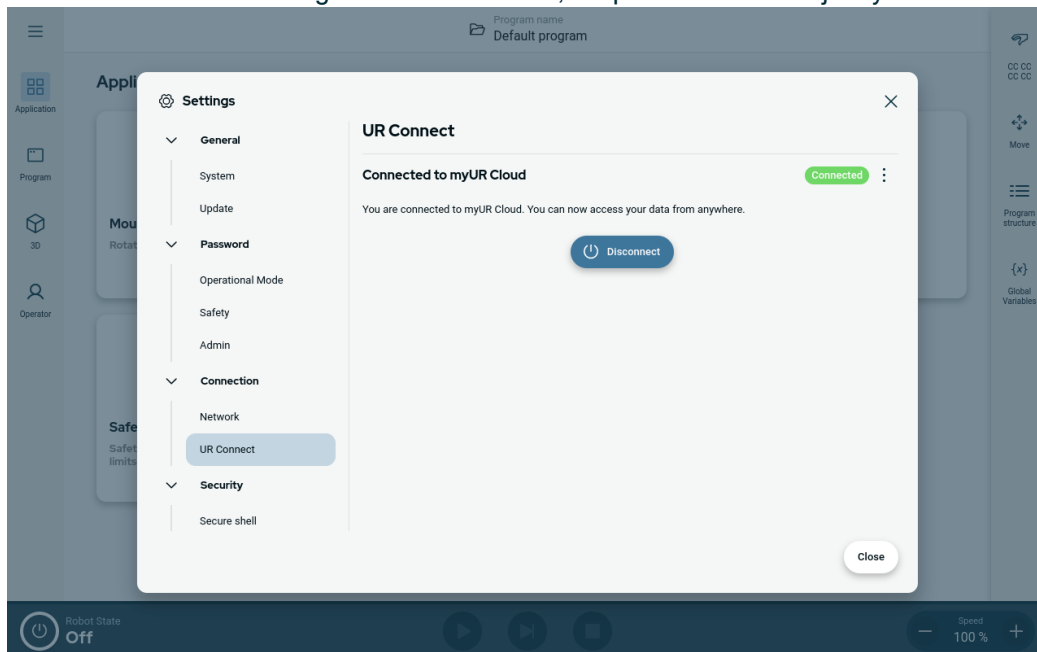 Program name
Default program
Appli
Application
Program
3D
Operator
Mou
Rotat
Safe
Safet
limits
Settings
General
System
Update
Password
Operational Mode
Safety
Admin
Connection
Network
UR Connect
Security
Secure shell
UR Connect
Connected to myUR Cloud
Connected
You are connected to myUR Cloud. You can now access your data from anywhere.
Disconnect
Close
CC CC
CC CC
Move
Program
structure
{x}
Global
Variables
Robot State
Off
Speed
100 %